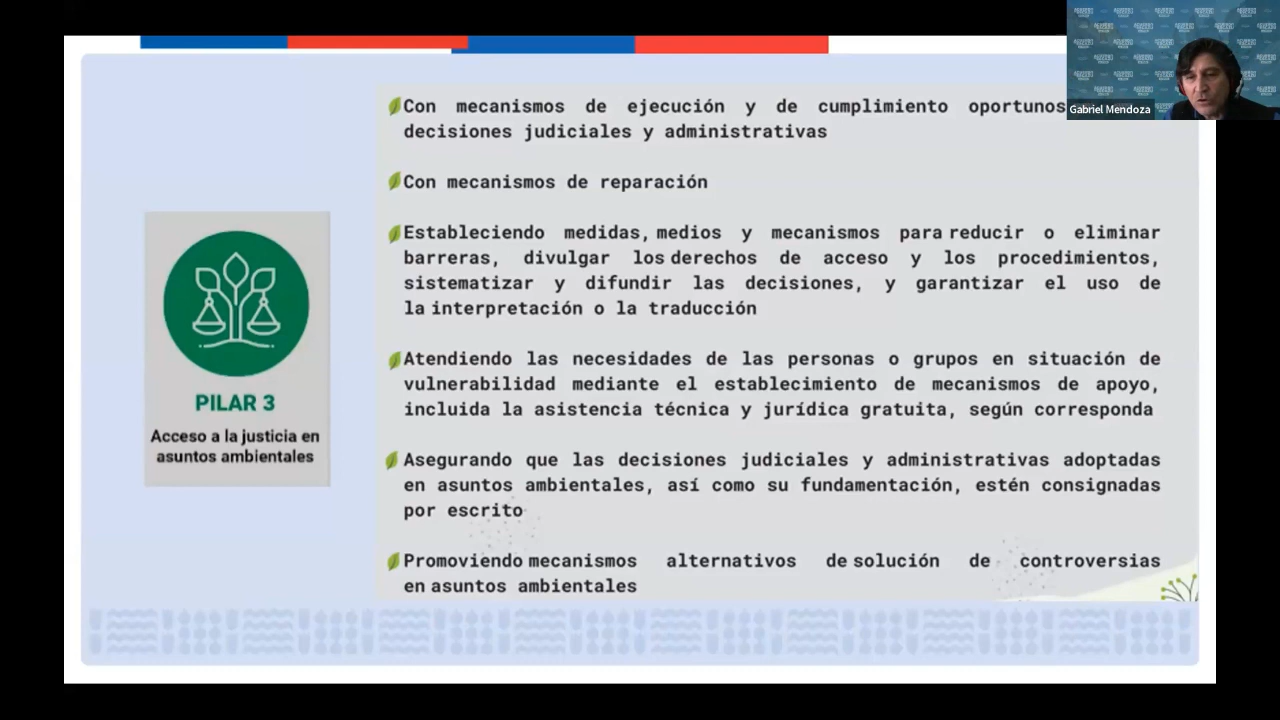 Con mecanismos de ejecución y de cumplimiento oportunos
decisiones judiciales y administrativas
Con mecanismos de reparación
Estableciendo medidas, medios y mecanismos para reducir o eliminar
barreras, divulgar los derechos de acceso y los procedimientos,
sistematizar y difundir las decisiones, y garantizar el uso de
la interpretación o la traducción
Atendiendo las necesidades de las personas o grupos en situación de
vulnerabilidad mediante el establecimiento de mecanismos de apoyo,
incluida la asistencia técnica y jurídica gratuita, según corresponda
Asegurando que las decisiones judiciales y administrativas adoptadas
en asuntos ambientales, así como su fundamentación, estén consignadas
por escrito
Promoviendo mecanismos alternativos de solución de controversias
en asuntos ambientales
PILAR 3
Acceso a la justicia en
asuntos ambientales
Gabriel Mendoza